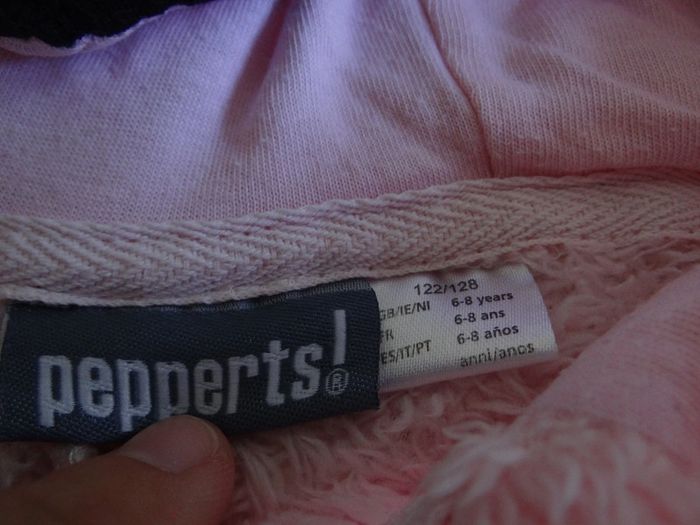 pepperts!®
122/128
GB/IE/NI 6-8 years
FR 6-8 ans
ES/IT/PT 6-8 años
anni/anos